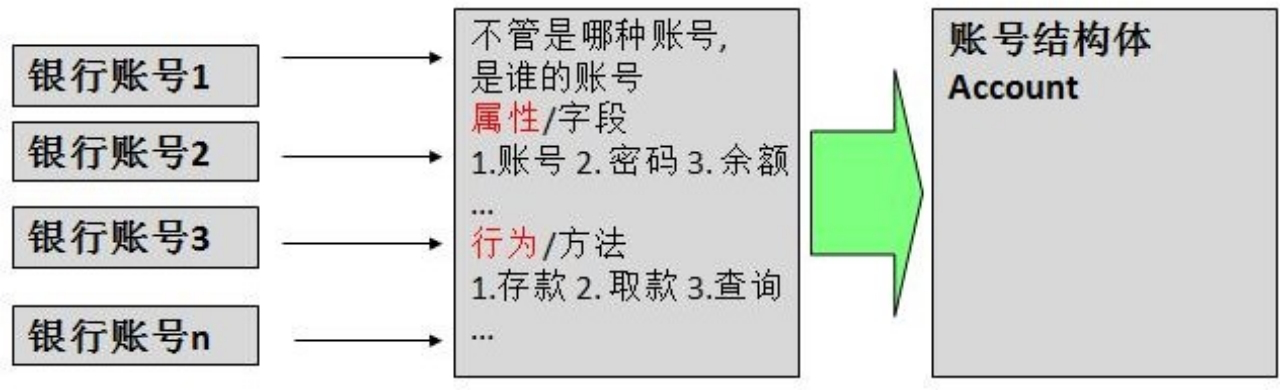 银行账号1
银行账号2
银行账号3
银行账号n
不管是哪种账号,
是谁的账号
属性/字段
1.账号 2. 密码 3. 余额
...
行为/方法
1.存款 2. 取款 3.查询
...
账号结构体
Account